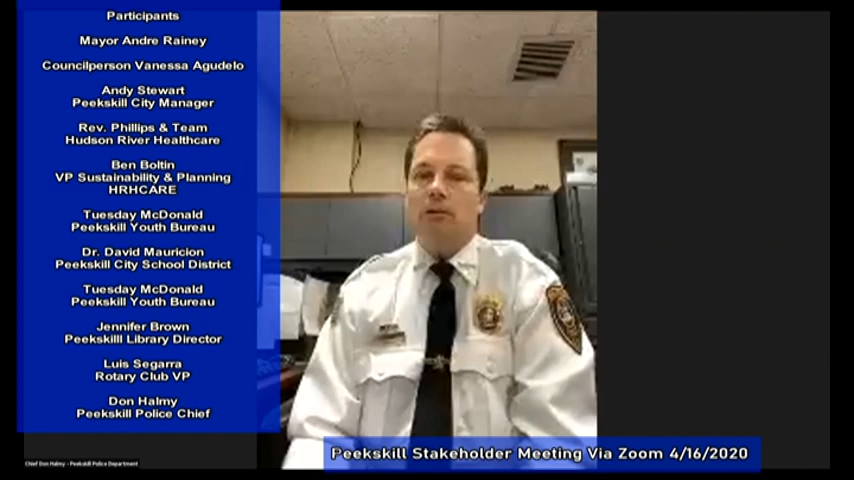 Participants
Mayor Andre Rainey
Councilperson Vanessa Agudelo
Andy Stewart
Peekskill City Manager
Rev. Phillips & Team
Hudson River Healthcare
Ben Boltin
VP Sustainability & Planning
HRHCARE
Tuesday McDonald
Peekskill Youth Bureau
Dr. David Mauricion
Peekskill City School District
Tuesday McDonald
Peekskill Youth Bureau
Jennifer Brown
Peekskilll Library Director
Luis Segarra
Rotary Club VP
Don Halmy
Peekskill Police Chief
Chief Don Halmy - Peekskill Police Department
Peekskill Stakeholder Meeting Via Zoom 4/16/2020